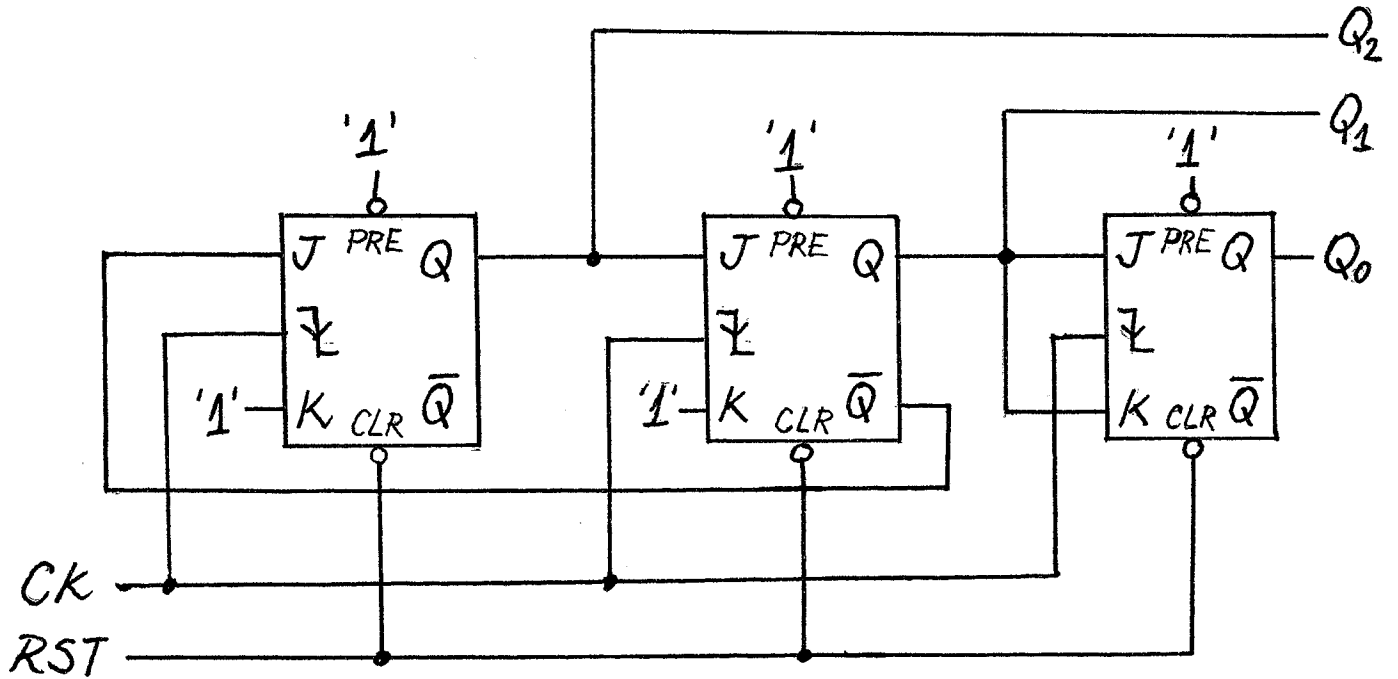 Q2
Q1
'1' '1' '1'
J PRE Q J PRE Q J PRE Q Q0
'1' K CLR Q̅ '1' K CLR Q̅ K CLR Q̅
CK
RST